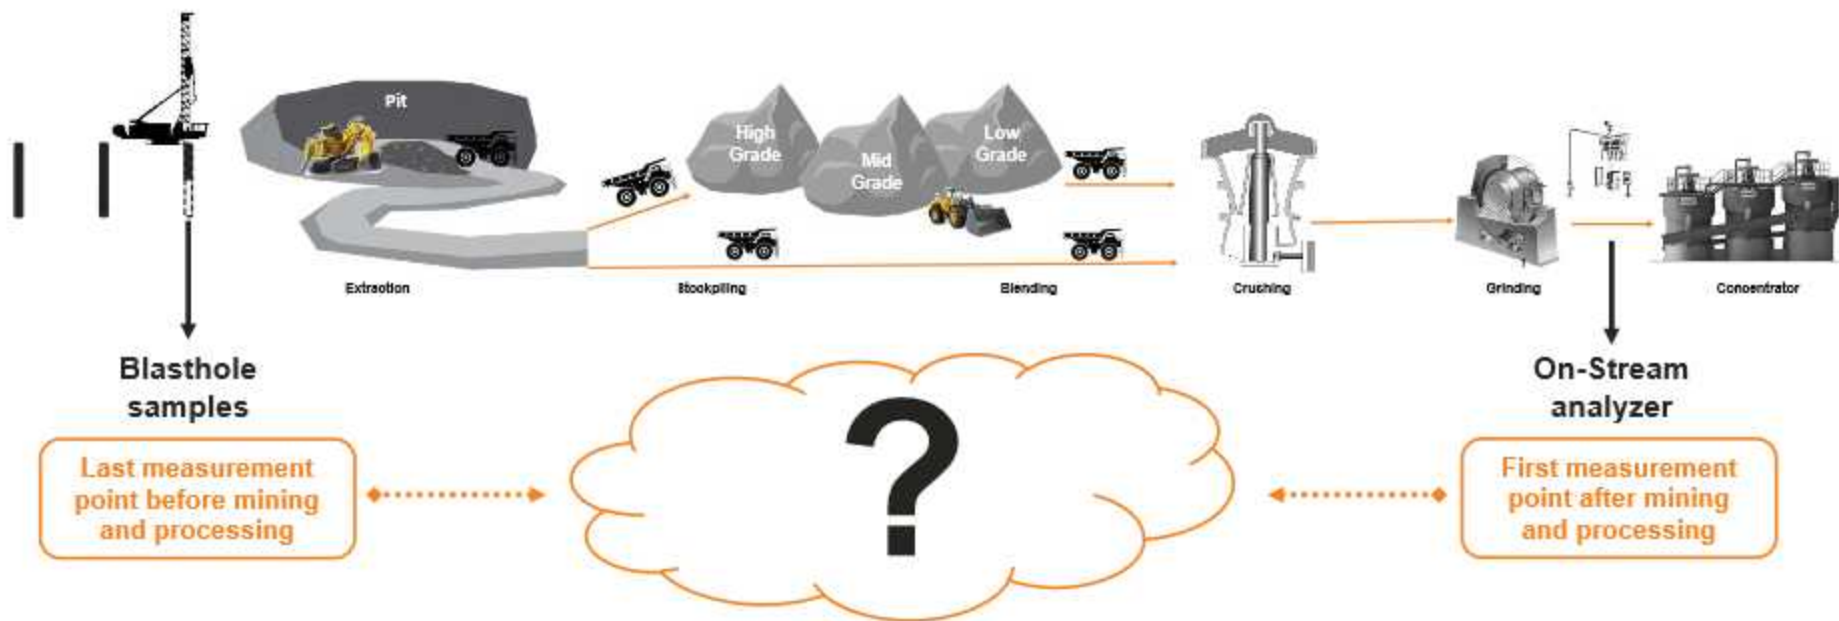 Pit
High
Grade
Mid
Grade
Low
Grade
Extraction
Stockpiling
Blending
Crushing
Grinding
Concentrator
Blasthole
samples
Last measurement
point before mining
and processing
?
On-Stream
analyzer
First measurement
point after mining
and processing